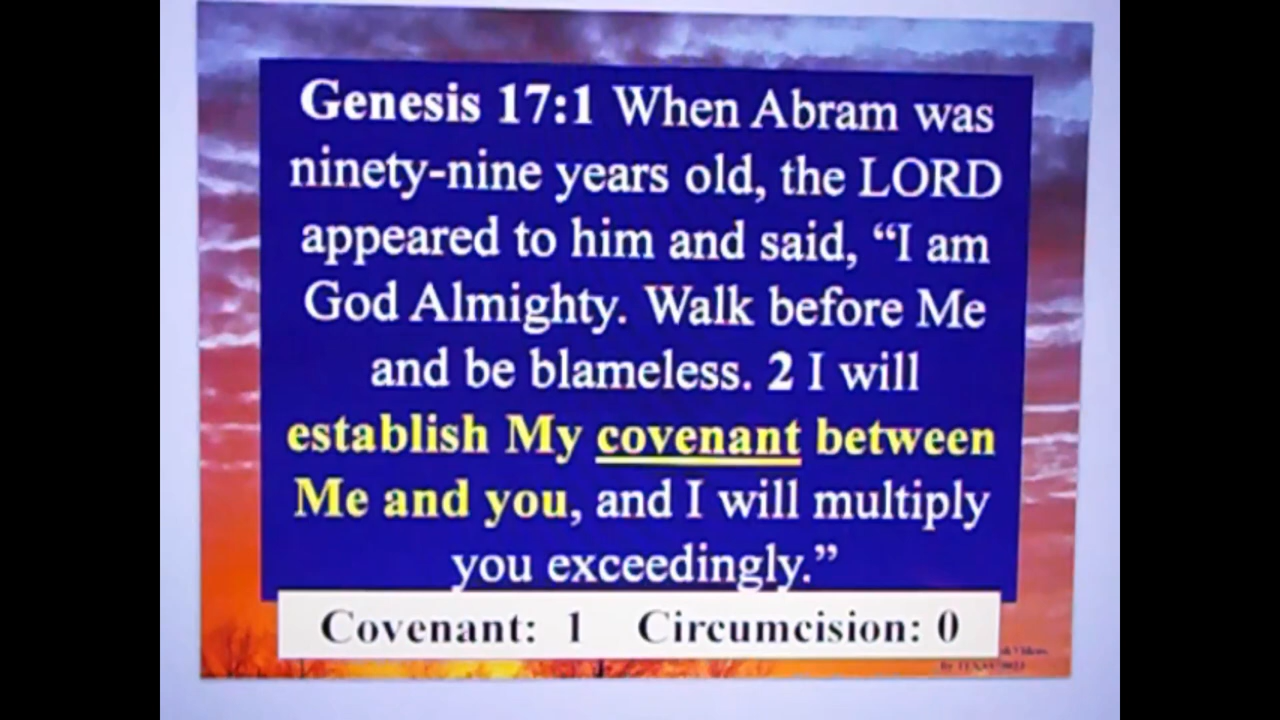 Genesis 17:1 When Abram was
ninety-nine years old, the LORD
appeared to him and said, “I am
God Almighty. Walk before Me
and be blameless. 2 I will
establish My covenant between
Me and you, and I will multiply
you exceedingly.”
Covenant: 1 Circumcision: 0